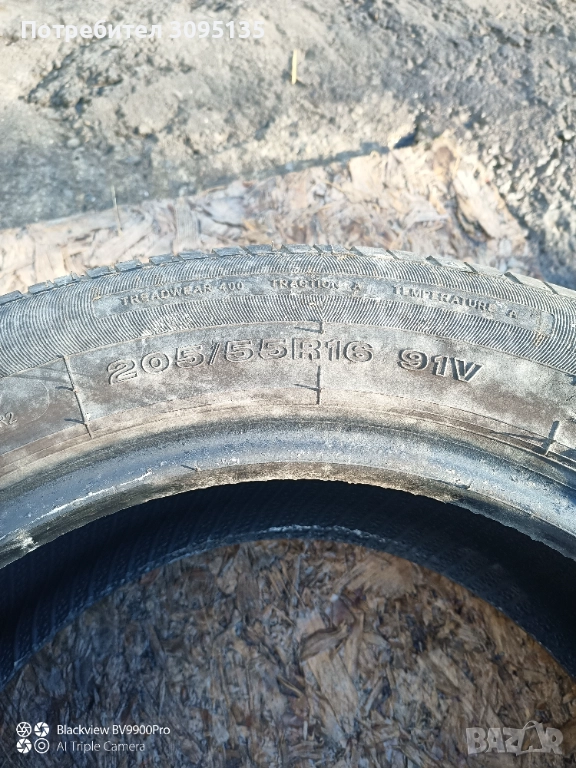 Потребител 3095135
TREADWEAR 400 TRACTION A TEMPERATURE A
205/55R16 91V
Blackview BV9900Pro
AI Triple Camera
BAZAR